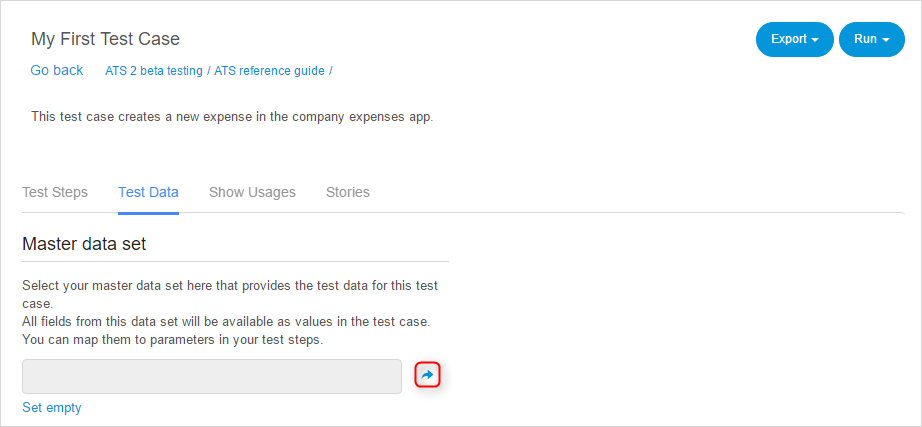 My First Test Case
Export
Run
Go back
ATS 2 beta testing / ATS reference guide /
This test case creates a new expense in the company expenses app.
Test Steps
Test Data
Show Usages
Stories
Master data set
Select your master data set here that provides the test data for this test
case.
All fields from this data set will be available as values in the test case.
You can map them to parameters in your test steps.
Set empty